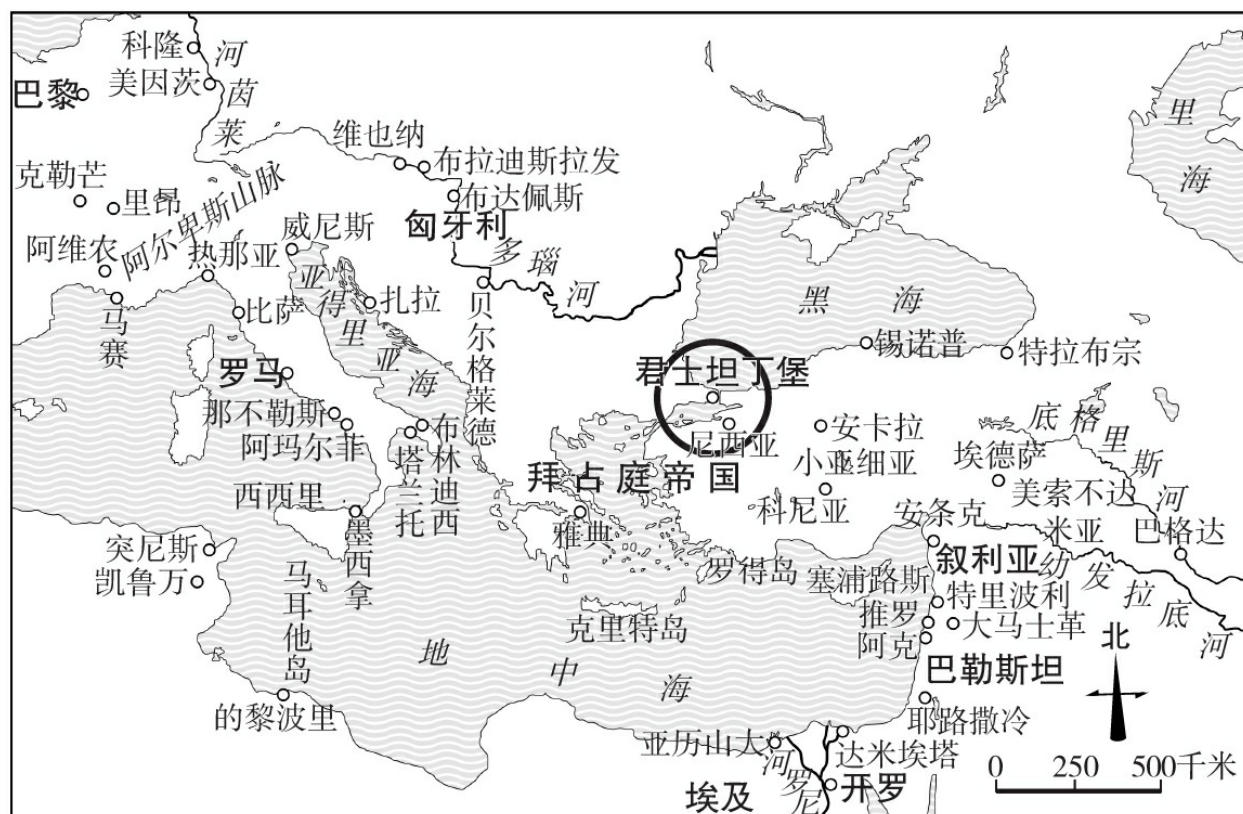 科隆
美因茨
巴黎
莱茵河
维也纳
布拉迪斯拉发
布达佩斯
匈牙利
克勒芒
里昂
阿尔卑斯山脉
威尼斯
阿维农
热那亚
多瑙河
里海
黑海
马赛
比萨
亚得里亚海
扎拉
贝尔格莱德
锡诺普
特拉布宗
罗马
君士坦丁堡
那不勒斯
阿玛尔菲
布林迪西
塔兰托
尼西亚
安卡拉
小亚细亚
底格里斯河
埃德萨
拜占庭帝国
美索不达
米亚
西西里
墨西拿
雅典
科尼亚
安条克
巴格达
突尼斯
凯鲁万
马耳他岛
罗得岛
塞浦路斯
叙利亚
幼发拉底河
特里波利
克里特岛
推罗
大马士革
阿克
地中海
北
巴勒斯坦
的黎波里
耶路撒冷
亚历山大
达米埃塔
尼罗河
埃及
开罗
0 250 500千米